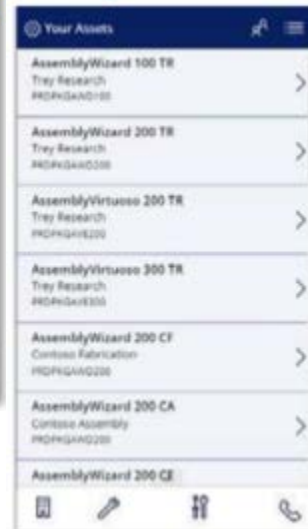 Your Assets
AssemblyWizard 100 TR
Trey Research
AssemblyWizard 200 TR
Trey Research
AssemblyVirtuoso 200 TR
Trey Research
AssemblyVirtuoso 300 TR
Trey Research
AssemblyWizard 200 CF
Contoso Fabrication
AssemblyWizard 200 CA
Contoso Assembly
AssemblyWizard 200 CE